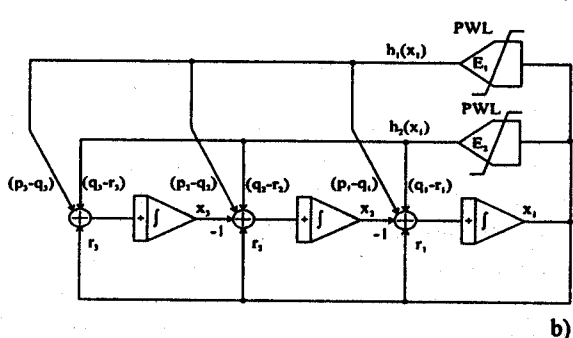 PWL
h₁(x₁) E₁
PWL
h₂(x₁) E₂
(p₃-q₃) (q₃-r₃) (p₂-q₂) (q₂-r₂) (p₁-q₁) (q₁-r₁)
+ ∫ x₃ + ∫ x₂ + ∫ x₁
-1 -1
r₃ r₂ r₁
b)